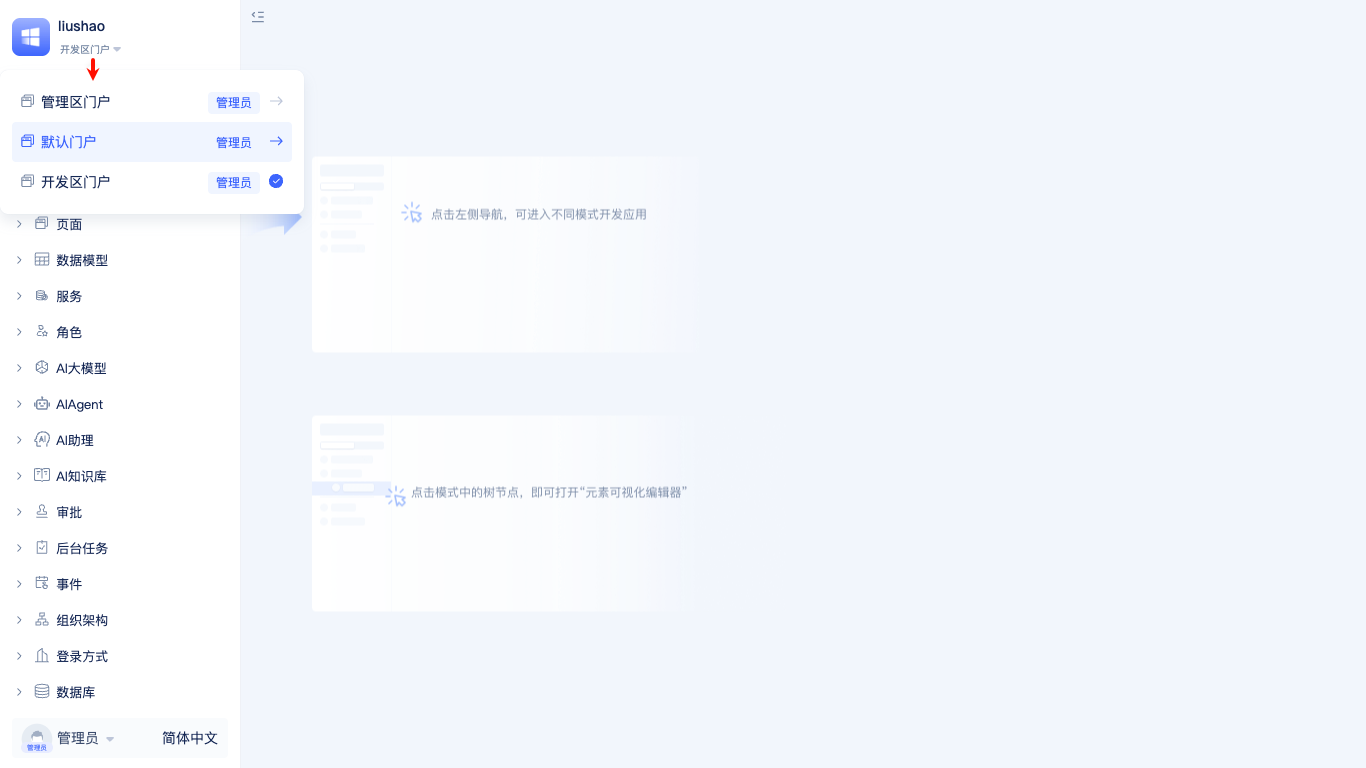 liushao
开发区门户
管理区门户 管理员
默认门户 管理员
开发区门户 管理员
页面
数据模型
服务
角色
AI大模型
AIAgent
AI助理
AI知识库
审批
后台任务
事件
组织架构
登录方式
数据库
管理员
管理员 简体中文
点击左侧导航，可进入不同模式开发应用
点击模式中的树节点，即可打开“元素可视化编辑器”